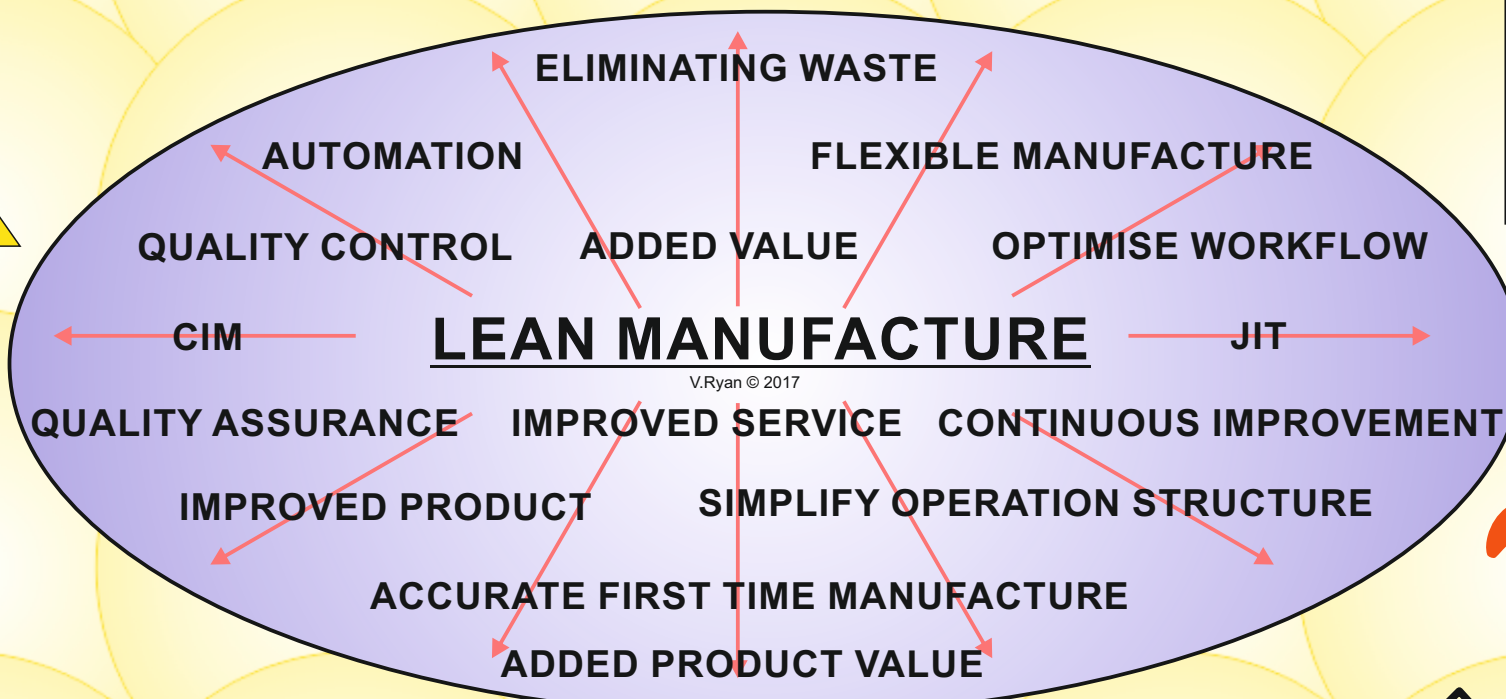 ELIMINATING WASTE
AUTOMATION
FLEXIBLE MANUFACTURE
QUALITY CONTROL
ADDED VALUE
OPTIMISE WORKFLOW
CIM
LEAN MANUFACTURE
JIT
V.Ryan © 2017
QUALITY ASSURANCE
IMPROVED SERVICE
CONTINUOUS IMPROVEMENT
IMPROVED PRODUCT
SIMPLIFY OPERATION STRUCTURE
ACCURATE FIRST TIME MANUFACTURE
ADDED PRODUCT VALUE